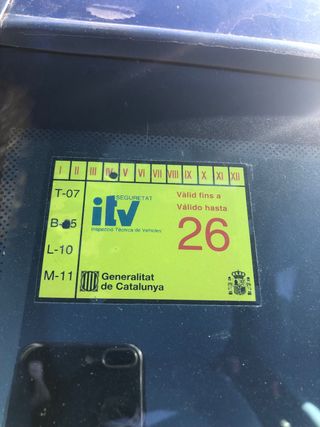 I II III IV V VI VII VIII IX X XI XII
T-07
B-05
L-10
M-11
SEGURETAT
itv
Inspecció Tècnica de Vehicles
Vàlid fins a
Válido hasta
26
Generalitat
de Catalunya